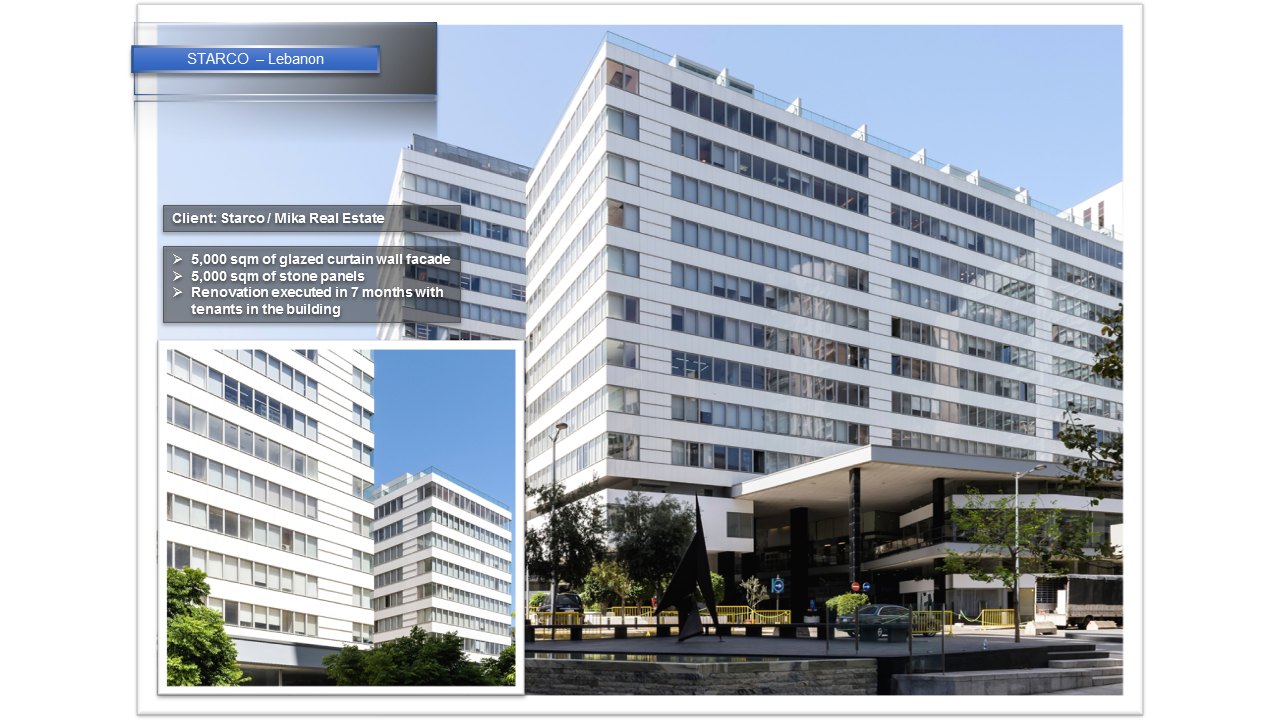 STARCO – Lebanon
Client: Starco / Mika Real Estate
➢ 5,000 sqm of glazed curtain wall facade
➢ 5,000 sqm of stone panels
➢ Renovation executed in 7 months with
tenants in the building